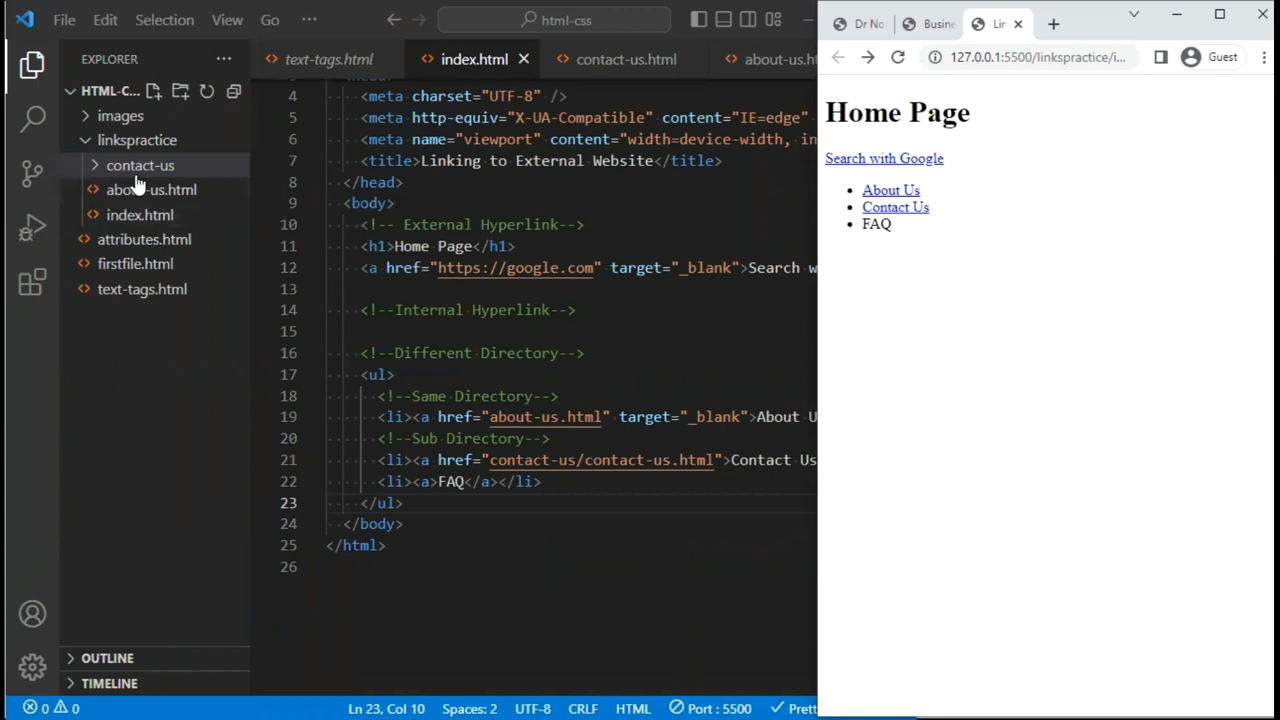 File Edit Selection View Go ··· html-css
EXPLORER ···
HTML-C...
images
linkspractice
contact-us
about-us.html
index.html
attributes.html
firstfile.html
text-tags.html
OUTLINE
TIMELINE
text-tags.html index.html contact-us.html about-us.h
4 <meta charset="UTF-8" />
5 <meta http-equiv="X-UA-Compatible" content="IE=edge"
6 <meta name="viewport" content="width=device-width, in
7 <title>Linking to External Website</title>
8 </head>
9 <body>
10 <!-- External Hyperlink-->
11 <h1>Home Page</h1>
12 <a href="https://google.com" target="_blank">Search w
13
14 <!--Internal Hyperlink-->
15
16 <!--Different Directory-->
17 <ul>
18 <!--Same Directory-->
19 <li><a href="about-us.html" target="_blank">About U
20 <!--Sub Directory-->
21 <li><a href="contact-us/contact-us.html">Contact Us
22 <li><a>FAQ</a></li>
23 </ul>
24 </body>
25 </html>
26
0 0 Ln 23, Col 10 Spaces: 2 UTF-8 CRLF HTML Port : 5500 Prett
Dr No Busine Lin
127.0.0.1:5500/linkspractice/i... Guest
Home Page
Search with Google
About Us
Contact Us
FAQ